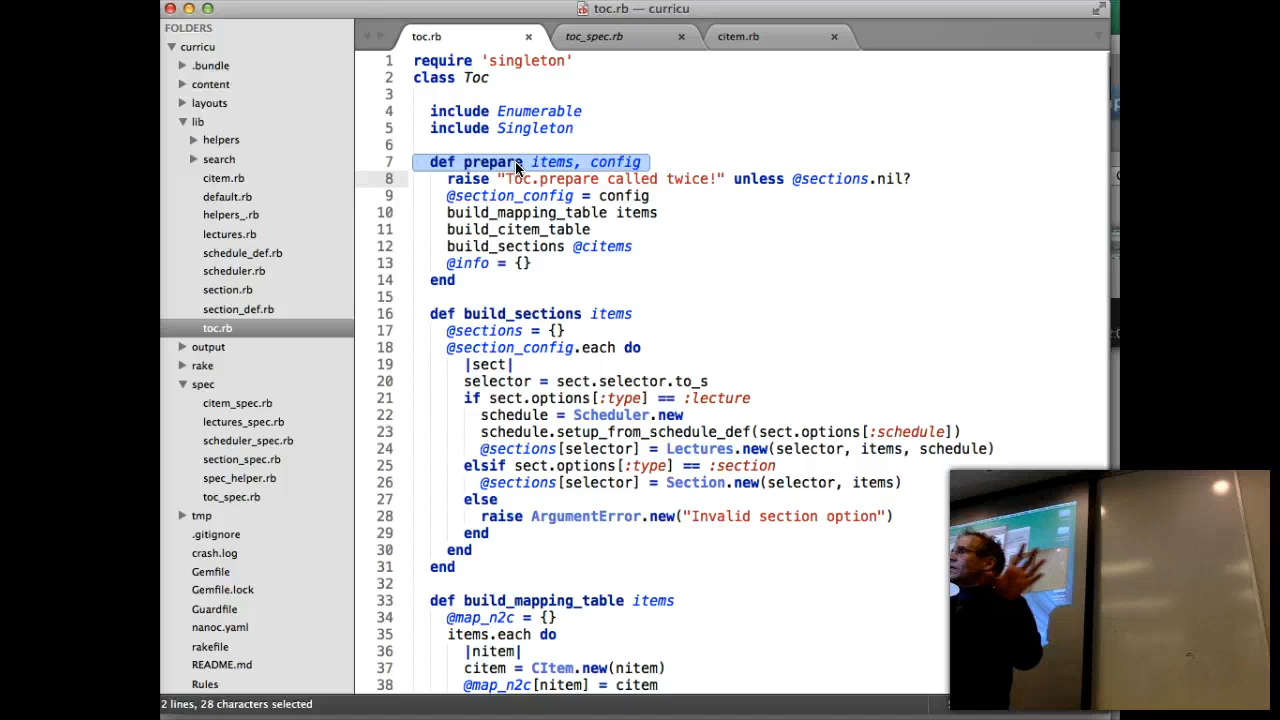 toc.rb — curricu
FOLDERS
curricu
.bundle
content
layouts
lib
helpers
search
citem.rb
default.rb
helpers_.rb
lectures.rb
schedule_def.rb
scheduler.rb
section.rb
section_def.rb
toc.rb
output
rake
spec
citem_spec.rb
lectures_spec.rb
scheduler_spec.rb
section_spec.rb
spec_helper.rb
toc_spec.rb
tmp
.gitignore
crash.log
Gemfile
Gemfile.lock
Guardfile
nanoc.yaml
rakefile
README.md
Rules
toc.rb
toc_spec.rb
citem.rb
1 require 'singleton'
2 class Toc
3
4 include Enumerable
5 include Singleton
6
7 def prepare items, config
8 raise "Toc.prepare called twice!" unless @sections.nil?
9 @section_config = config
10 build_mapping_table items
11 build_citem_table
12 build_sections @citems
13 @info = {}
14 end
15
16 def build_sections items
17 @sections = {}
18 @section_config.each do
19 |sect|
20 selector = sect.selector.to_s
21 if sect.options[:type] == :lecture
22 schedule = Scheduler.new
23 schedule.setup_from_schedule_def(sect.options[:schedule])
24 @sections[selector] = Lectures.new(selector, items, schedule)
25 elsif sect.options[:type] == :section
26 @sections[selector] = Section.new(selector, items)
27 else
28 raise ArgumentError.new("Invalid section option")
29 end
30 end
31 end
32
33 def build_mapping_table items
34 @map_n2c = {}
35 items.each do
36 |nitem|
37 citem = CItem.new(nitem)
38 @map_n2c[nitem] = citem
2 lines, 28 characters selected